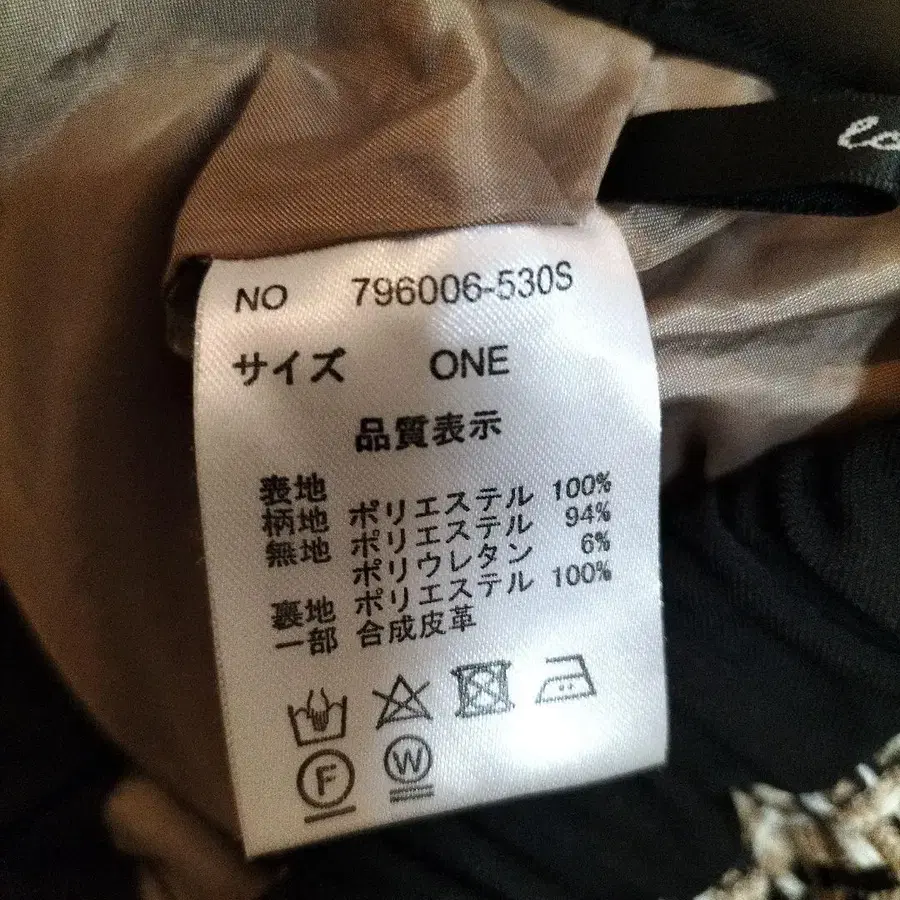 NO 796006-530S
サイズ ONE
品質表示
表地
柄地 ポリエステル 100%
無地 ポリエステル 94%
ポリウレタン 6%
裏地 ポリエステル 100%
一部 合成皮革
F W